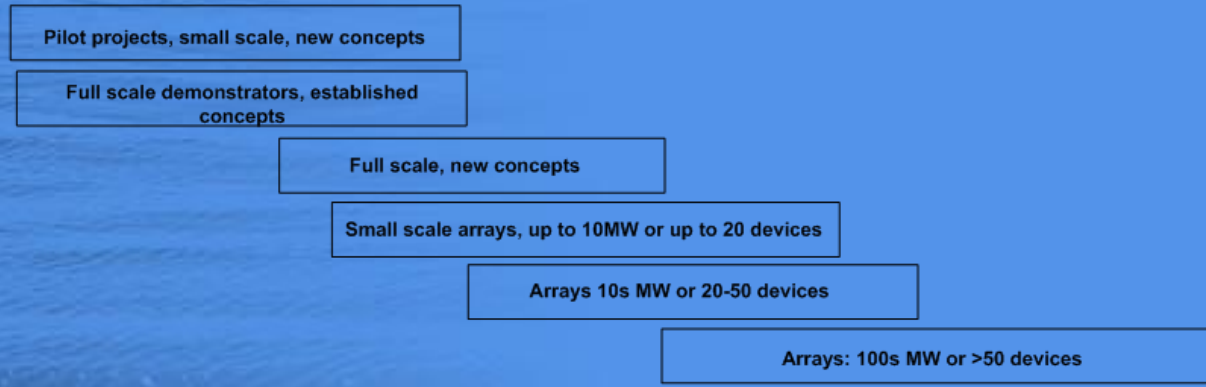 Pilot projects, small scale, new concepts
Full scale demonstrators, established
concepts
Full scale, new concepts
Small scale arrays, up to 10MW or up to 20 devices
Arrays 10s MW or 20-50 devices
Arrays: 100s MW or >50 devices